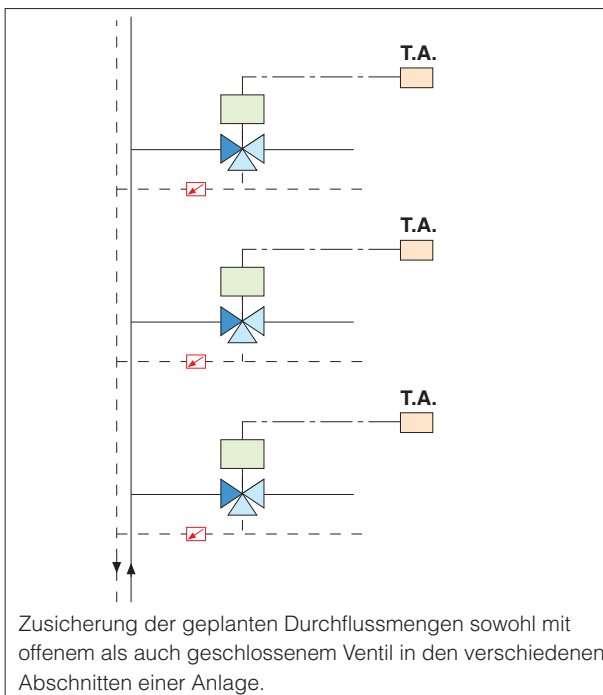 T.A.
T.A.
T.A.
Zusicherung der geplanten Durchflussmengen sowohl mit
offenem als auch geschlossenem Ventil in den verschiedenen
Abschnitten einer Anlage.